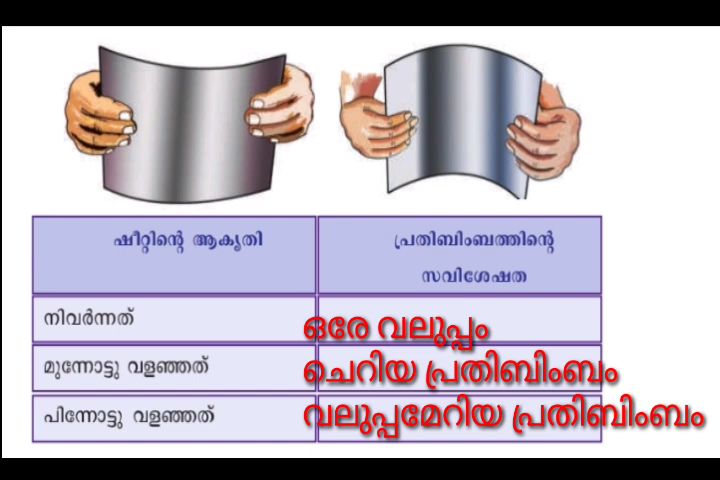 ഷീറ്റിന്റെ ആകൃതി
പ്രതിബിംബത്തിന്റെ
സവിശേഷത
നിവർന്നത്
ഒരേ വലുപ്പം
മുന്നോട്ടു വളഞ്ഞത്
ചെറിയ പ്രതിബിംബം
പിന്നോട്ടു വളഞ്ഞത്
വലുപ്പമേറിയ പ്രതിബിംബം